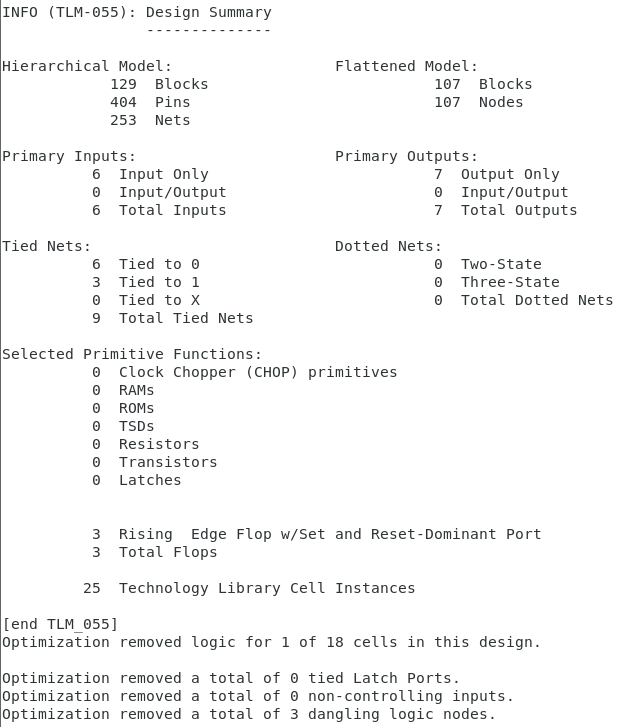 INFO (TLM-055): Design Summary
--------------
Hierarchical Model:                  Flattened Model:
            129  Blocks                         107  Blocks
            404  Pins                           107  Nodes
            253  Nets
Primary Inputs:                      Primary Outputs:
          6  Input Only                         7  Output Only
          0  Input/Output                       0  Input/Output
          6  Total Inputs                       7  Total Outputs
Tied Nets:                           Dotted Nets:
          6  Tied to 0                          0  Two-State
          3  Tied to 1                          0  Three-State
          0  Tied to X                          0  Total Dotted Nets
          9  Total Tied Nets
Selected Primitive Functions:
          0  Clock Chopper (CHOP) primitives
          0  RAMs
          0  ROMs
          0  TSDs
          0  Resistors
          0  Transistors
          0  Latches
          3  Rising  Edge Flop w/Set and Reset-Dominant Port
          3  Total Flops
         25  Technology Library Cell Instances
[end TLM_055]
Optimization removed logic for 1 of 18 cells in this design.
Optimization removed a total of 0 tied Latch Ports.
Optimization removed a total of 0 non-controlling inputs.
Optimization removed a total of 3 dangling logic nodes.